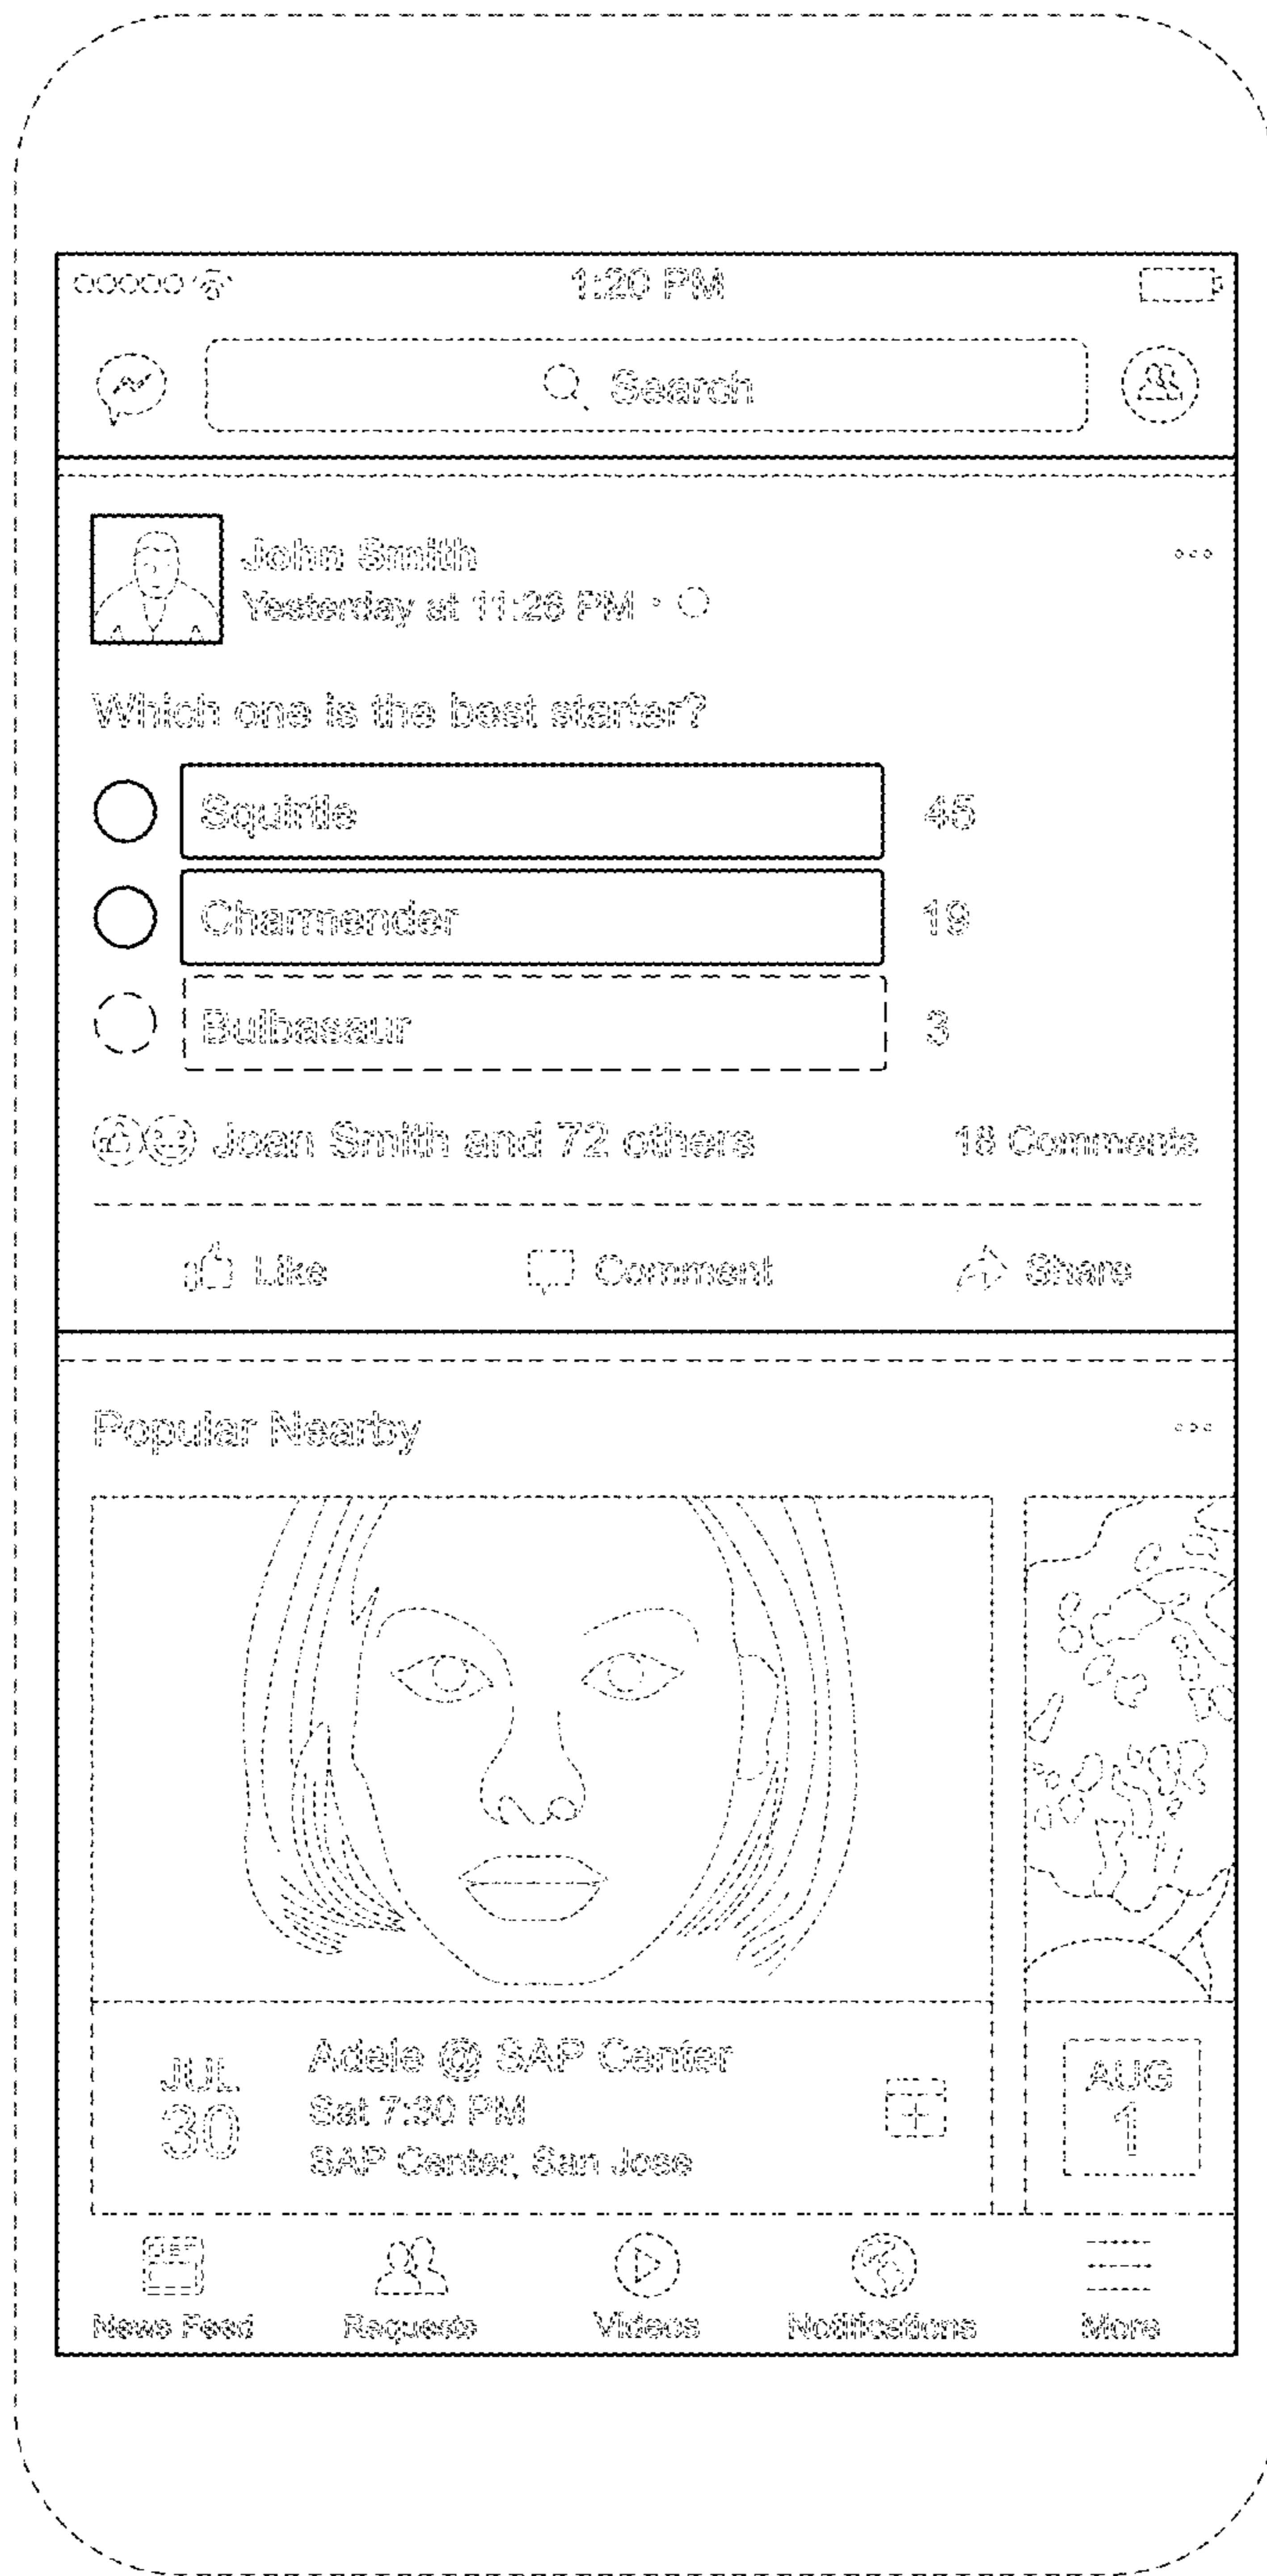 1:20 PM
Search
John Smith
Yesterday at 11:26 PM ·
Which one is the best starter?
Squirtle 45
Charmender 19
Bulbasaur 3
Joan Smith and 72 others 18 Comments
Like Comment Share
Popular Nearby
JUL
30
Adele @ SAP Center
Sat 7:30 PM
SAP Center, San Jose
AUG
1
News Feed Requests Videos Notifications More